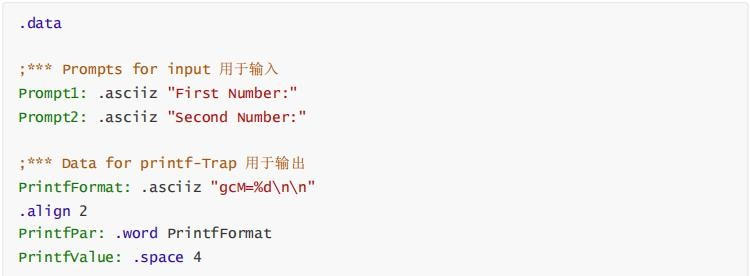 .data
;*** Prompts for input 用于输入
Prompt1: .asciiz "First Number:"
Prompt2: .asciiz "Second Number:"
;*** Data for printf-Trap 用于输出
PrintfFormat: .asciiz "gcM=%d\n\n"
.align 2
PrintfPar: .word PrintfFormat
PrintfValue: .space 4